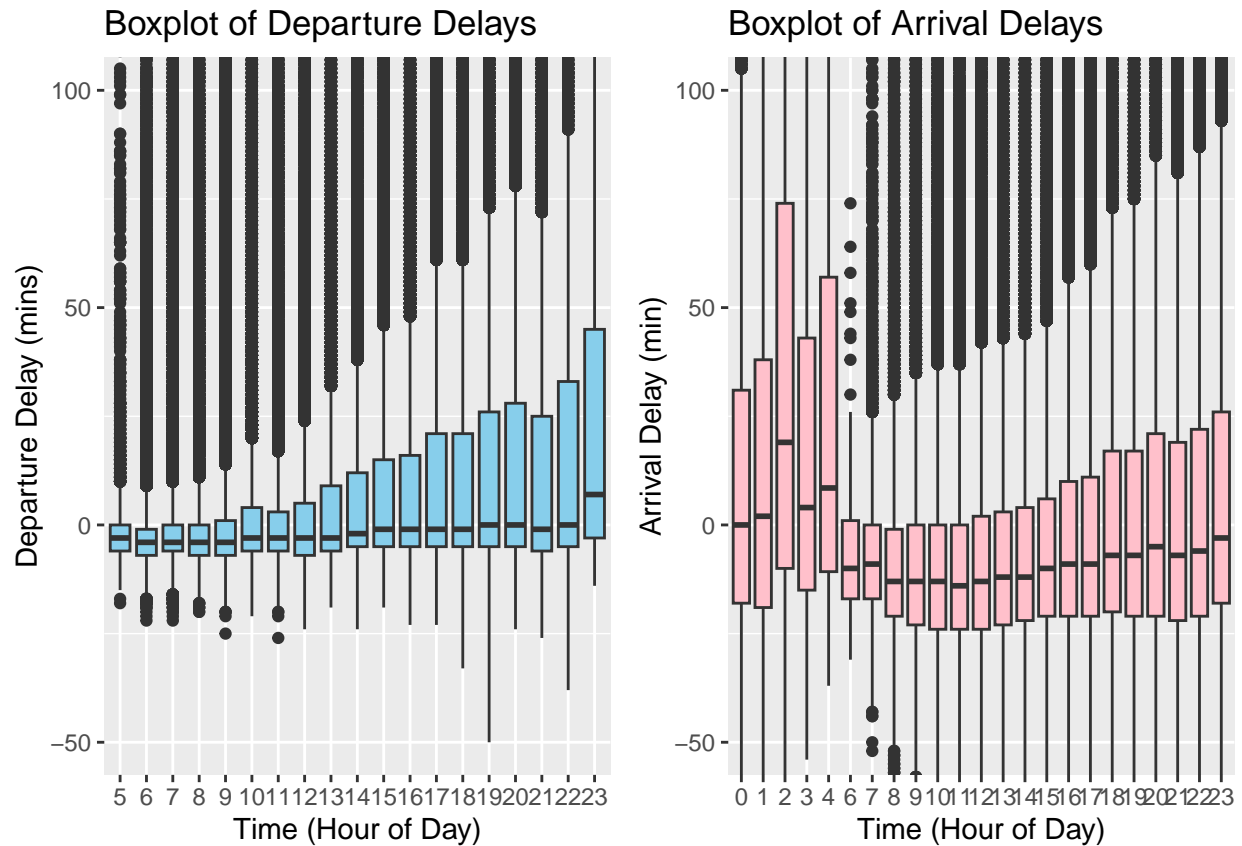 Boxplot of Departure Delays
100
50
0
−50
Departure Delay (mins)
5 6 7 8 9 10 11 12 13 14 15 16 17 18 19 20 21 22 23
Time (Hour of Day)
Boxplot of Arrival Delays
100
50
0
−50
Arrival Delay (min)
0 1 2 3 4 6 7 8 9 10 11 12 13 14 15 16 17 18 19 20 21 22 23
Time (Hour of Day)